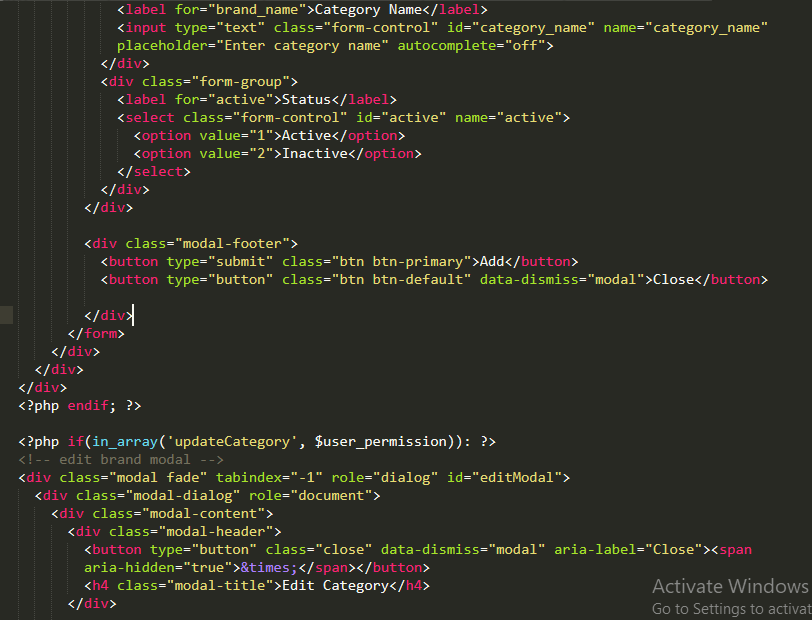 <label for="brand_name">Category Name</label>
<input type="text" class="form-control" id="category_name" name="category_name"
placeholder="Enter category name" autocomplete="off">
</div>
<div class="form-group">
<label for="active">Status</label>
<select class="form-control" id="active" name="active">
<option value="1">Active</option>
<option value="2">Inactive</option>
</select>
</div>
</div>
<div class="modal-footer">
<button type="submit" class="btn btn-primary">Add</button>
<button type="button" class="btn btn-default" data-dismiss="modal">Close</button>
</div>
</form>
</div>
</div>
</div>
<?php endif; ?>
<?php if(in_array('updateCategory', $user_permission)): ?>
<!-- edit brand modal -->
<div class="modal fade" tabindex="-1" role="dialog" id="editModal">
<div class="modal-dialog" role="document">
<div class="modal-content">
<div class="modal-header">
<button type="button" class="close" data-dismiss="modal" aria-label="Close"><span
aria-hidden="true">&times;</span></button>
<h4 class="modal-title">Edit Category</h4>
</div>
Activate Windows
Go to Settings to activat